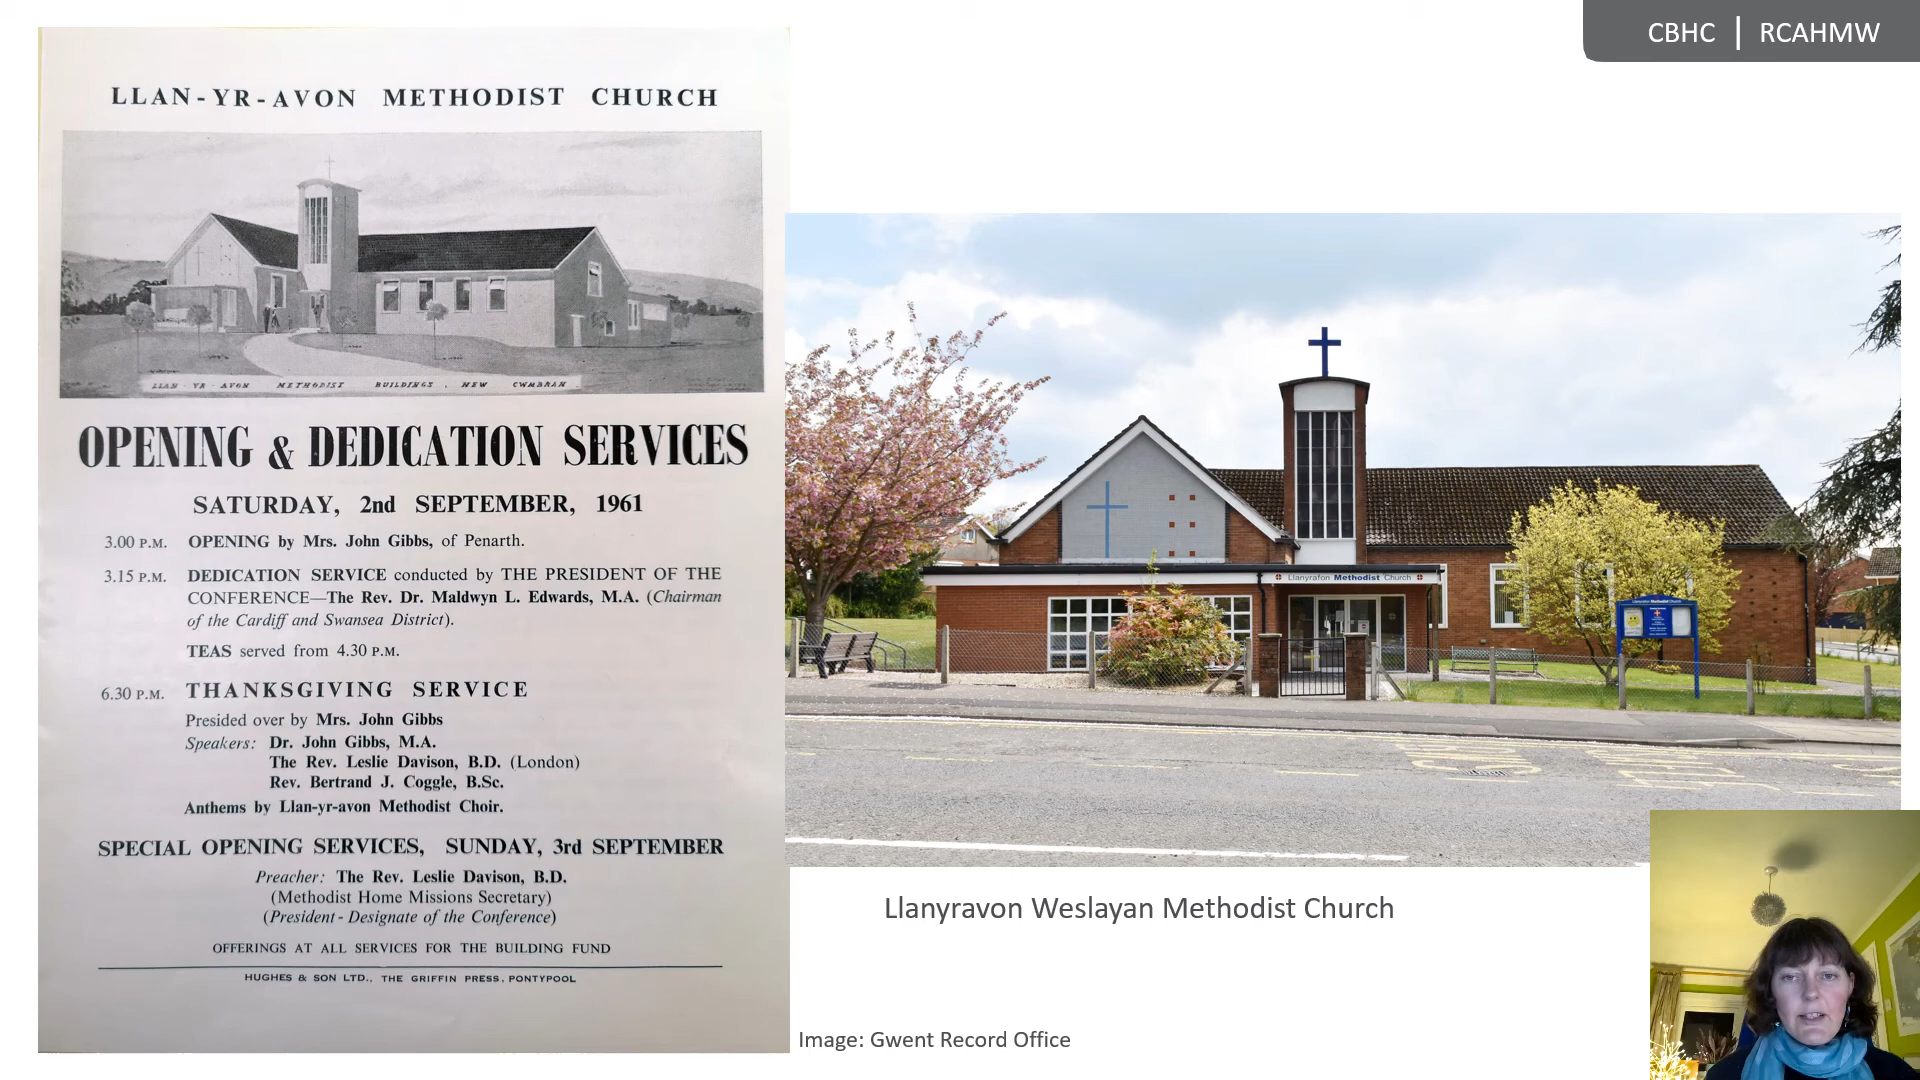 CBHC | RCAHMW
LLAN-YR-AVON METHODIST CHURCH
LLAN - YR - AVON METHODIST BUILDINGS . NEW CWMBRAN
OPENING & DEDICATION SERVICES
SATURDAY, 2nd SEPTEMBER, 1961
3.00 P.M. OPENING by Mrs. John Gibbs, of Penarth.
3.15 P.M. DEDICATION SERVICE conducted by THE PRESIDENT OF THE
CONFERENCE—The Rev. Dr. Maldwyn L. Edwards, M.A. (Chairman
of the Cardiff and Swansea District).
TEAS served from 4.30 P.M.
6.30 P.M. THANKSGIVING SERVICE
Presided over by Mrs. John Gibbs
Speakers: Dr. John Gibbs, M.A.
The Rev. Leslie Davison, B.D. (London)
Rev. Bertrand J. Coggle, B.Sc.
Anthems by Llan-yr-avon Methodist Choir.
SPECIAL OPENING SERVICES, SUNDAY, 3rd SEPTEMBER
Preacher: The Rev. Leslie Davison, B.D.
(Methodist Home Missions Secretary)
(President-Designate of the Conference)
OFFERINGS AT ALL SERVICES FOR THE BUILDING FUND
HUGHES & SON LTD., THE GRIFFIN PRESS, PONTYPOOL
Llanyrafon Methodist Church
Llanyrafon Methodist Church
Llanyravon Weslayan Methodist Church
Image: Gwent Record Office